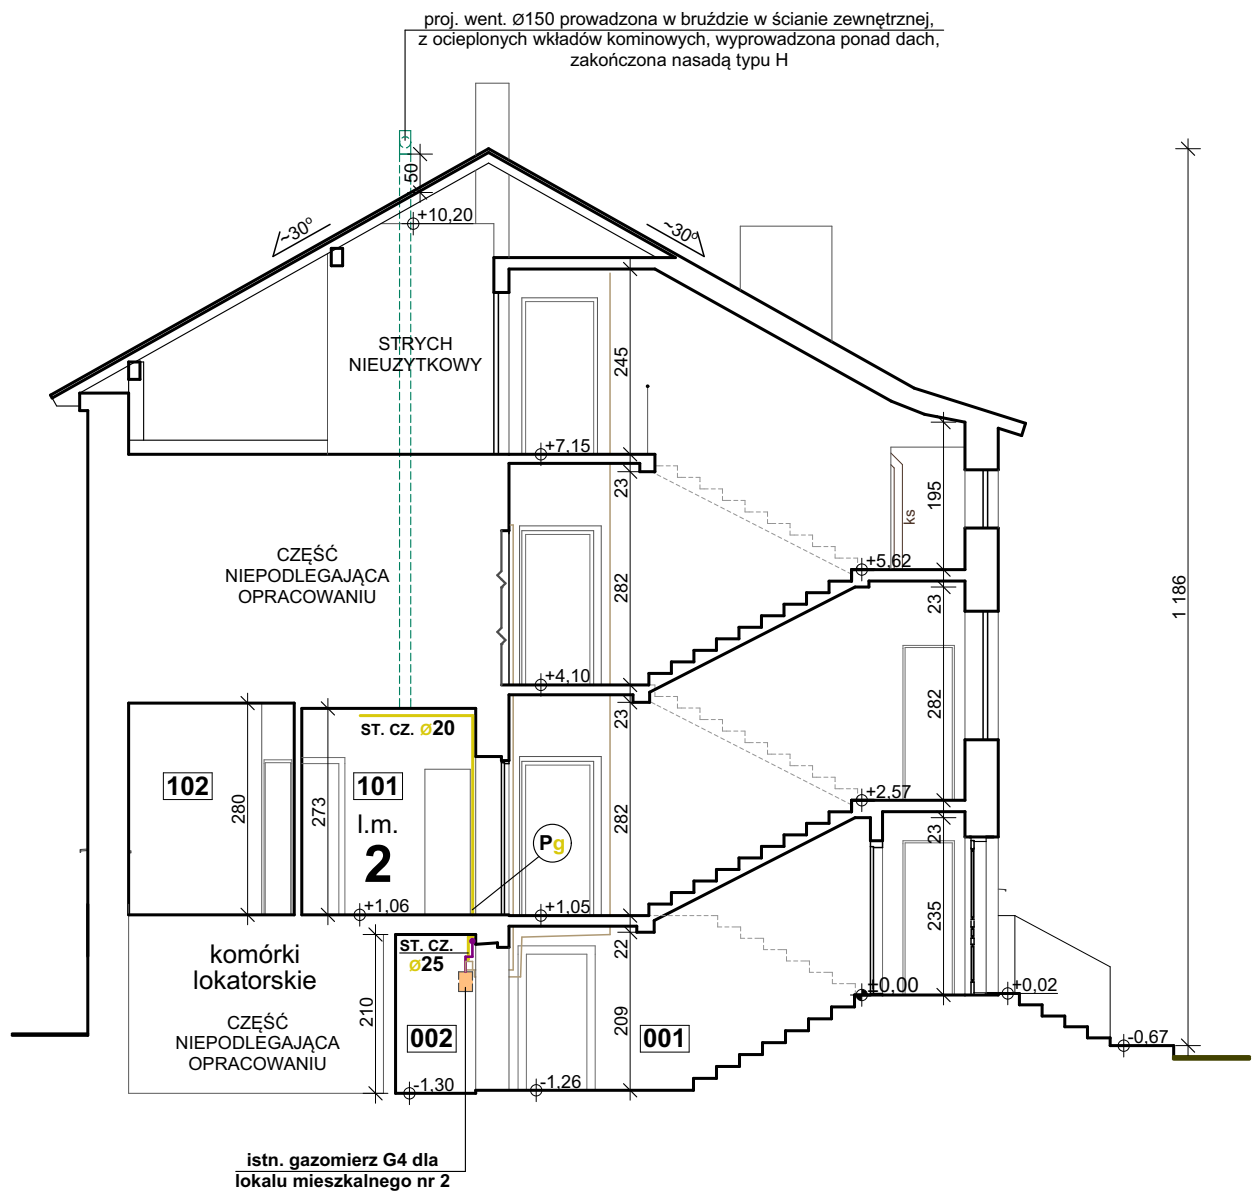 proj. went. Ø150 prowadzona w bruździe w ścianie zewnętrznej,
z ocieplonych wkładów kominowych, wyprowadzona ponad dach,
zakończona nasadą typu H
50
+10,20
~30°
~30°
STRYCH
NIEUZYTKOWY
245
+7,15
23
195
ks
CZĘŚĆ
NIEPODLEGAJĄCA
OPRACOWANIU
282
+5,62
23
1 186
+4,10
23
282
ST. CZ. Ø20
102
101
280
273
l.m.
2
Pg
282
+2,57
23
+1,06
+1,05
235
komórki
lokatorskie
ST. CZ.
Ø25
22
±0,00
+0,02
210
CZĘŚĆ
NIEPODLEGAJĄCA
OPRACOWANIU
002
209
001
-0,67
-1,30
-1,26
istn. gazomierz G4 dla
lokalu mieszkalnego nr 2